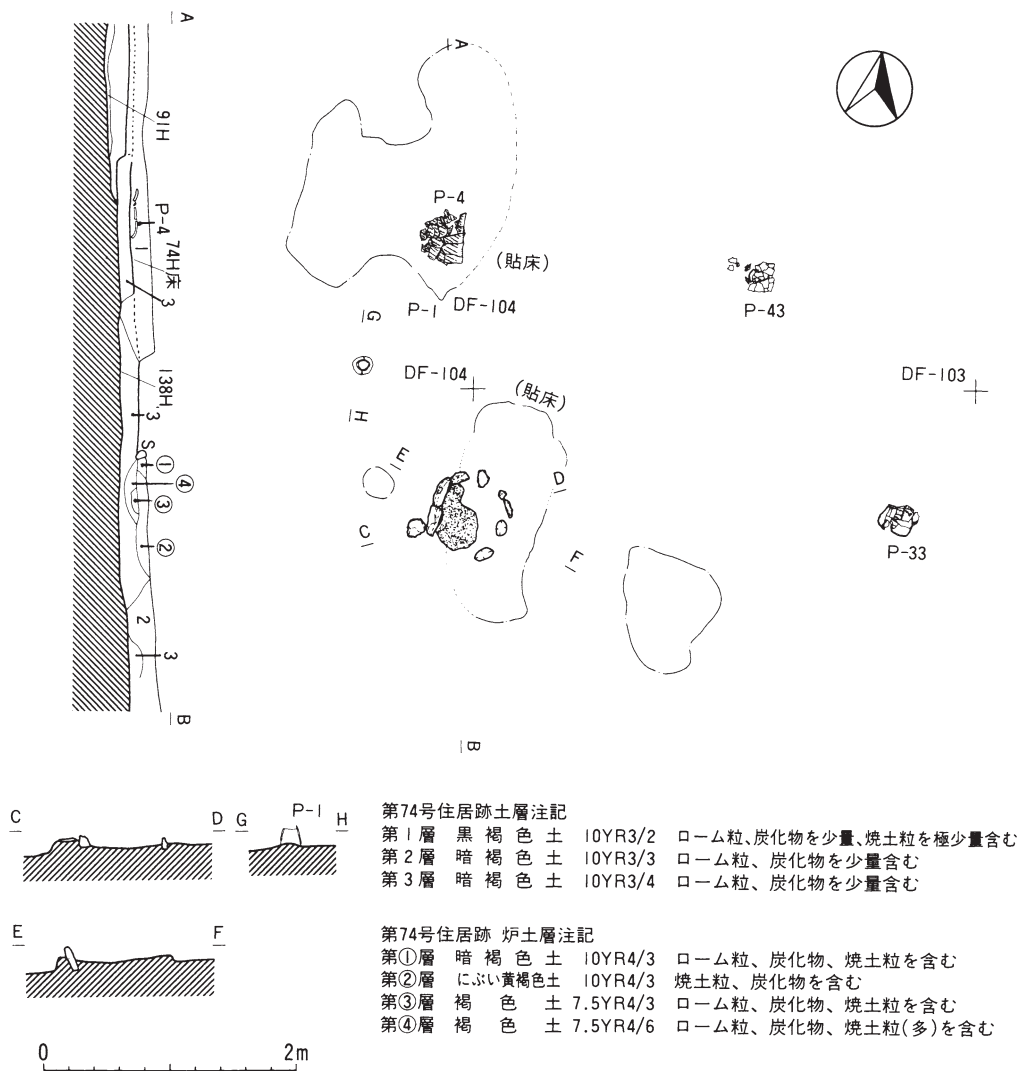 A
A
91H
P-4
P-4
1
74H床
(貼床)
3
P-43
P-1 DF-104
G
138H
DF-104
(貼床)
DF-103
3
H
S
E
①
D
④
③
C
②
F
P-33
2
3
B
B
C D G P-1 H
E F
第74号住居跡土層注記
第1層 黒褐色土 10YR3/2 ローム粒、炭化物を少量、焼土粒を極少量含む
第2層 暗褐色土 10YR3/3 ローム粒、炭化物を少量含む
第3層 暗褐色土 10YR3/4 ローム粒、炭化物を少量含む
第74号住居跡 炉土層注記
第①層 暗褐色土 10YR4/3 ローム粒、炭化物、焼土粒を含む
第②層 にぶい黄褐色土 10YR4/3 焼土粒、炭化物を含む
第③層 褐色土 7.5YR4/3 ローム粒、炭化物、焼土粒を含む
第④層 褐色土 7.5YR4/6 ローム粒、炭化物、焼土粒(多)を含む
0 2m